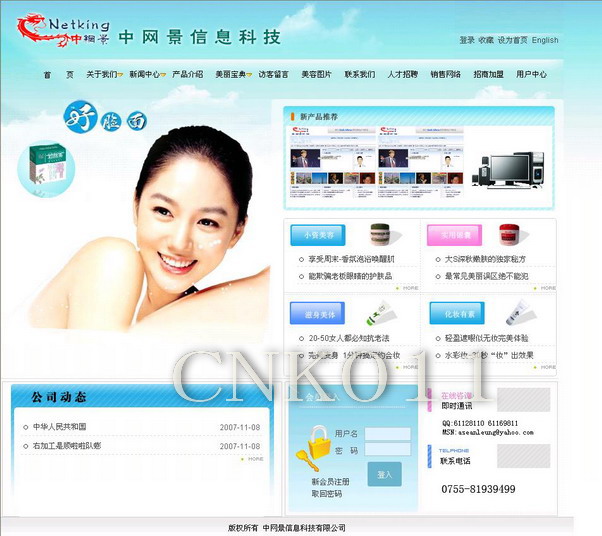 Netking
中网景
中网景信息科技
登录 收藏 设为首页 English
首 页 关于我们 新闻中心 产品介绍 美丽宝典 访客留言 美容图片 联系我们 人才招聘 销售网络 招商加盟 用户中心
好脸面
新产品推荐
小资美容
享受周末-香氛泡浴唤醒肌
能欺骗老板眼睛的护肤品
MORE
实用锦囊
大S深秋嫩肤的独家秘方
最常见美丽误区绝不能犯
MORE
瘦身美体
20-50女人都必知抗老法
MORE
化妆有素
轻盈遮眼似无妆完美体验
水彩妆 "妆"出效果
MORE
CNKO11
公司动态
中华人民共和国 2007-11-08
右加工是顺啦啦队郷 2007-11-08
MORE
用户名
密 码
登入
新会员注册
取回密码
在线咨询
即时通讯
QQ:61128110 61169811
MSN:aseanleung@yahoo.com
TELPHONE
联系电话
0755-81939499
版权所有 中网景信息科技有限公司